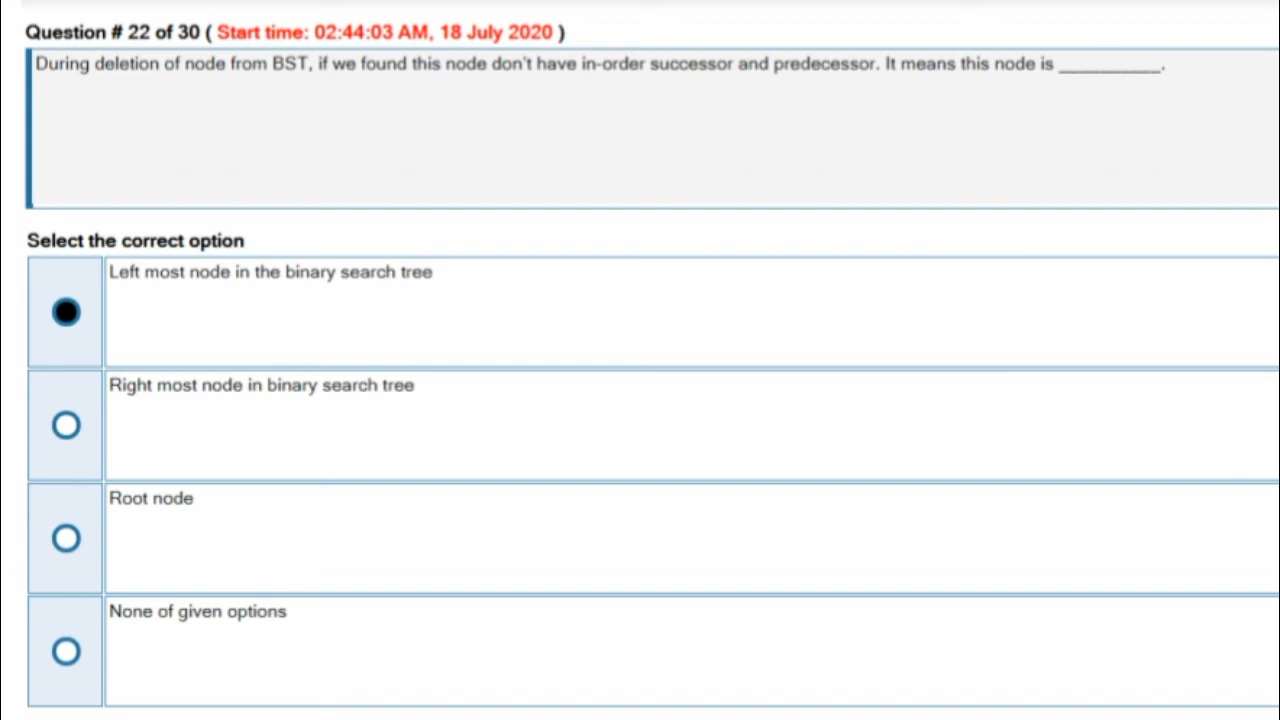 Question # 22 of 30 ( Start time: 02:44:03 AM, 18 July 2020 )
During deletion of node from BST, if we found this node don't have in-order successor and predecessor. It means this node is __________.
Select the correct option
Left most node in the binary search tree
Right most node in binary search tree
Root node
None of given options